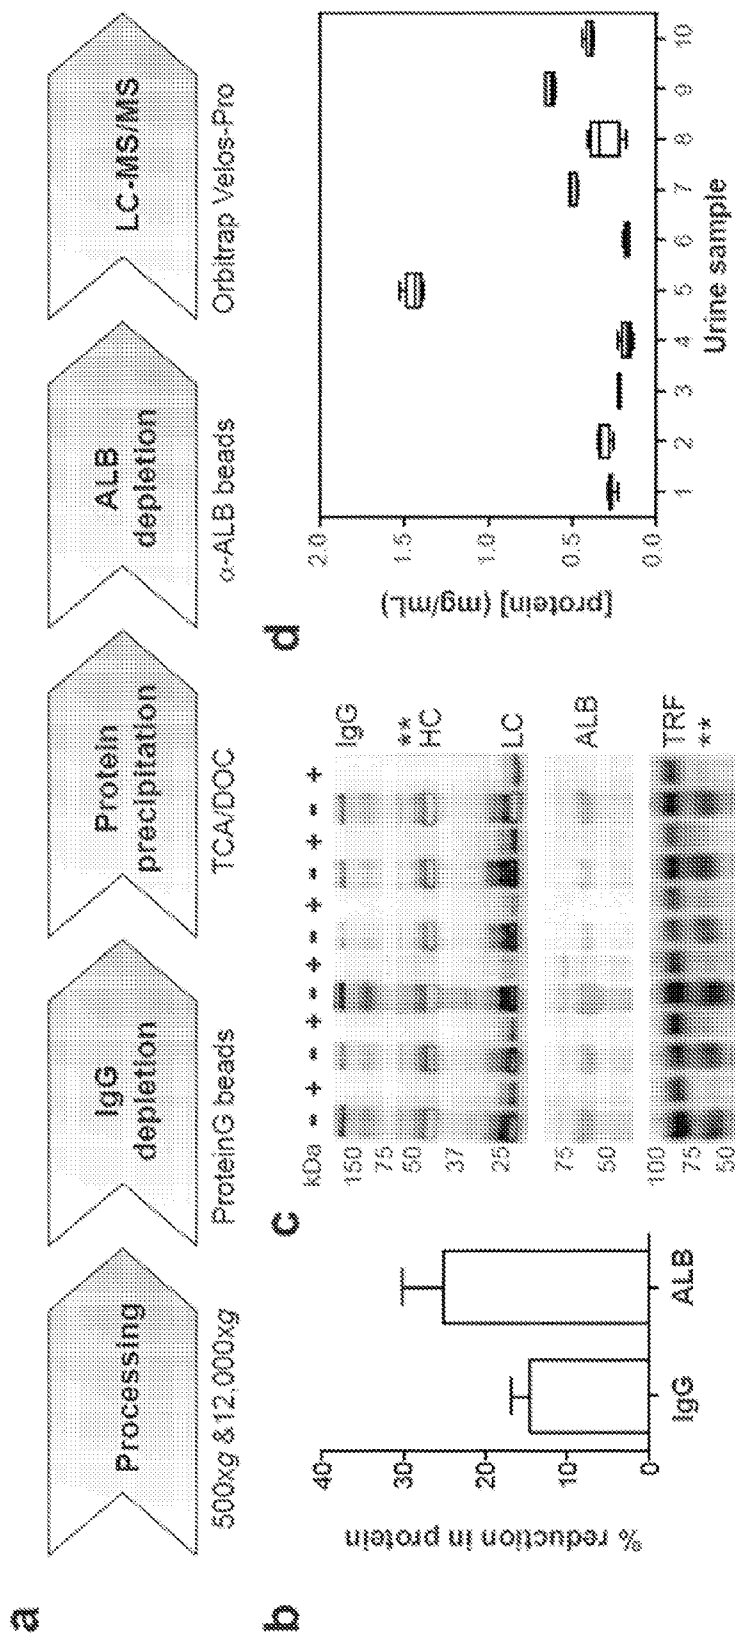 a
Processing
500xg & 12,000xg
IgG
depletion
ProteinG beads
Protein
precipitation
TCA/DOC
ALB
depletion
α-ALB beads
LC-MS/MS
Orbitrap Velos-Pro
b
% reduction in protein
40
30
20
10
0
IgG
ALB
c
kDa
- + - + - + - + - + - +
150
75
50
37
25
IgG
**
HC
LC
75
50
ALB
100
75
50
TRF
**
d
[protein] (mg/mL)
2.0
1.5
1.0
0.5
0.0
1 2 3 4 5 6 7 8 9 10
Urine sample